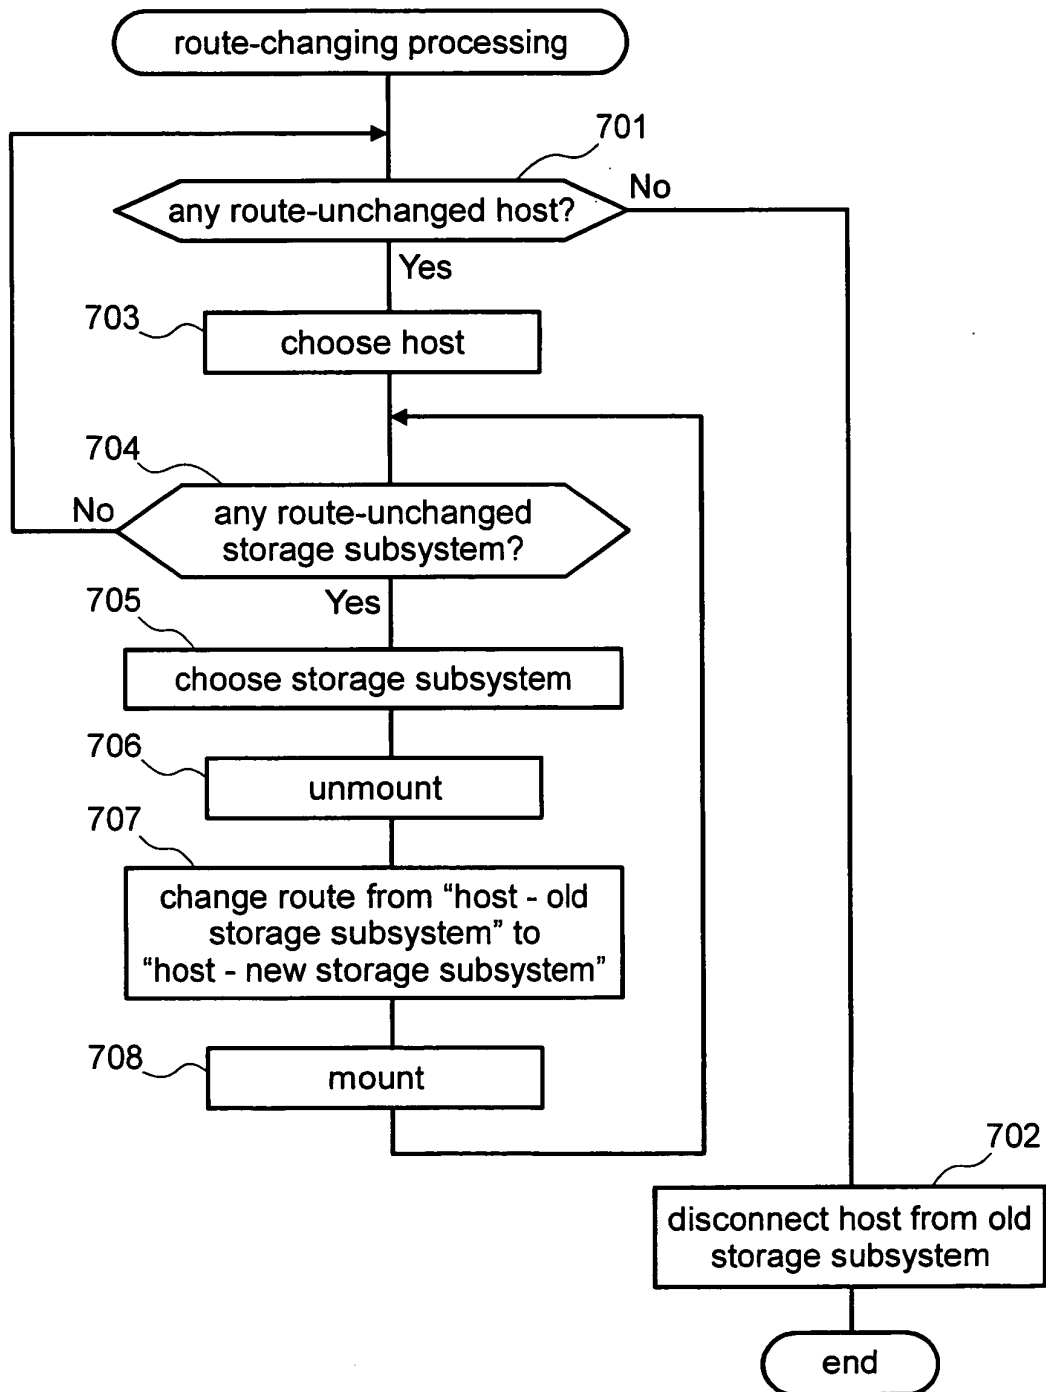 route-changing processing
701
any route-unchanged host?
No
Yes
703
choose host
704
No
any route-unchanged
storage subsystem?
Yes
705
choose storage subsystem
706
unmount
707
change route from “host - old
storage subsystem” to
“host - new storage subsystem”
708
mount
702
disconnect host from old
storage subsystem
end